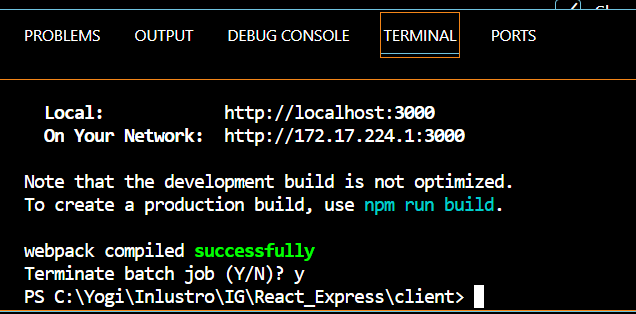 PROBLEMS OUTPUT DEBUG CONSOLE TERMINAL PORTS
Local: http://localhost:3000
On Your Network: http://172.17.224.1:3000
Note that the development build is not optimized.
To create a production build, use npm run build.
webpack compiled successfully
Terminate batch job (Y/N)? y
PS C:\Yogi\Inlustro\IG\React_Express\client>